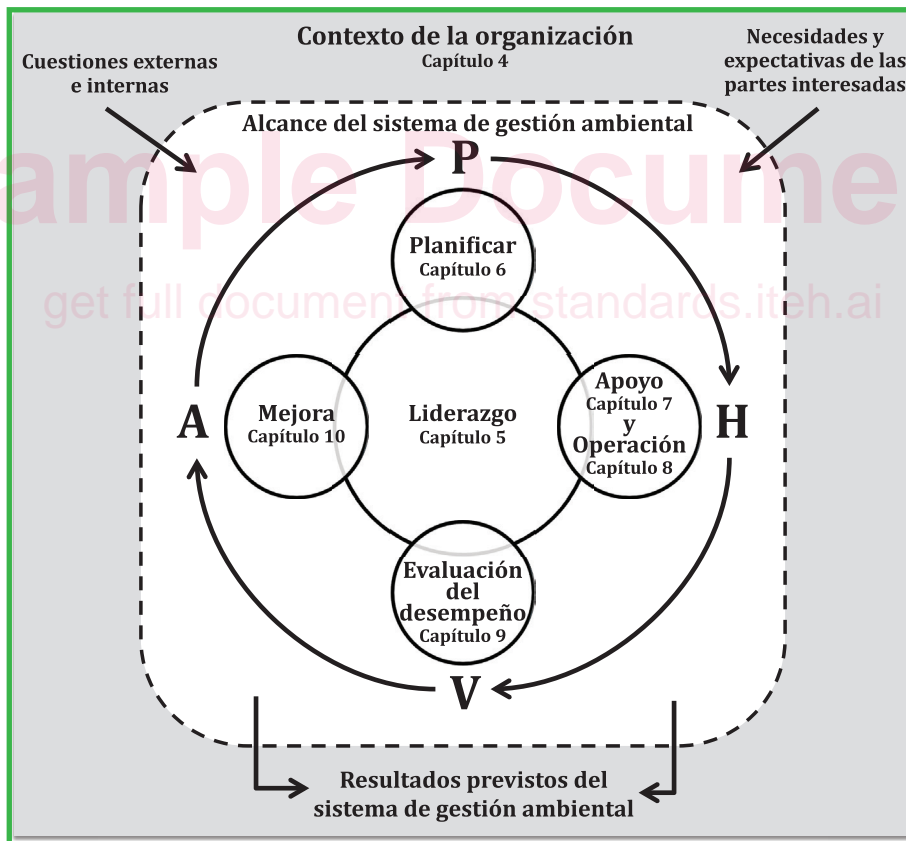 Contexto de la organización
Capítulo 4
Cuestiones externas
e internas
Necesidades y
expectativas de las
partes interesadas
Alcance del sistema de gestión ambiental
P
ample Docume
Planificar
Capítulo 6
get full document from standards.iteh.ai
A
Mejora
Capítulo 10
Liderazgo
Capítulo 5
Apoyo
Capítulo 7
y
Operación
Capítulo 8
H
Evaluación
del
desempeño
Capítulo 9
V
Resultados previstos del
sistema de gestión ambiental